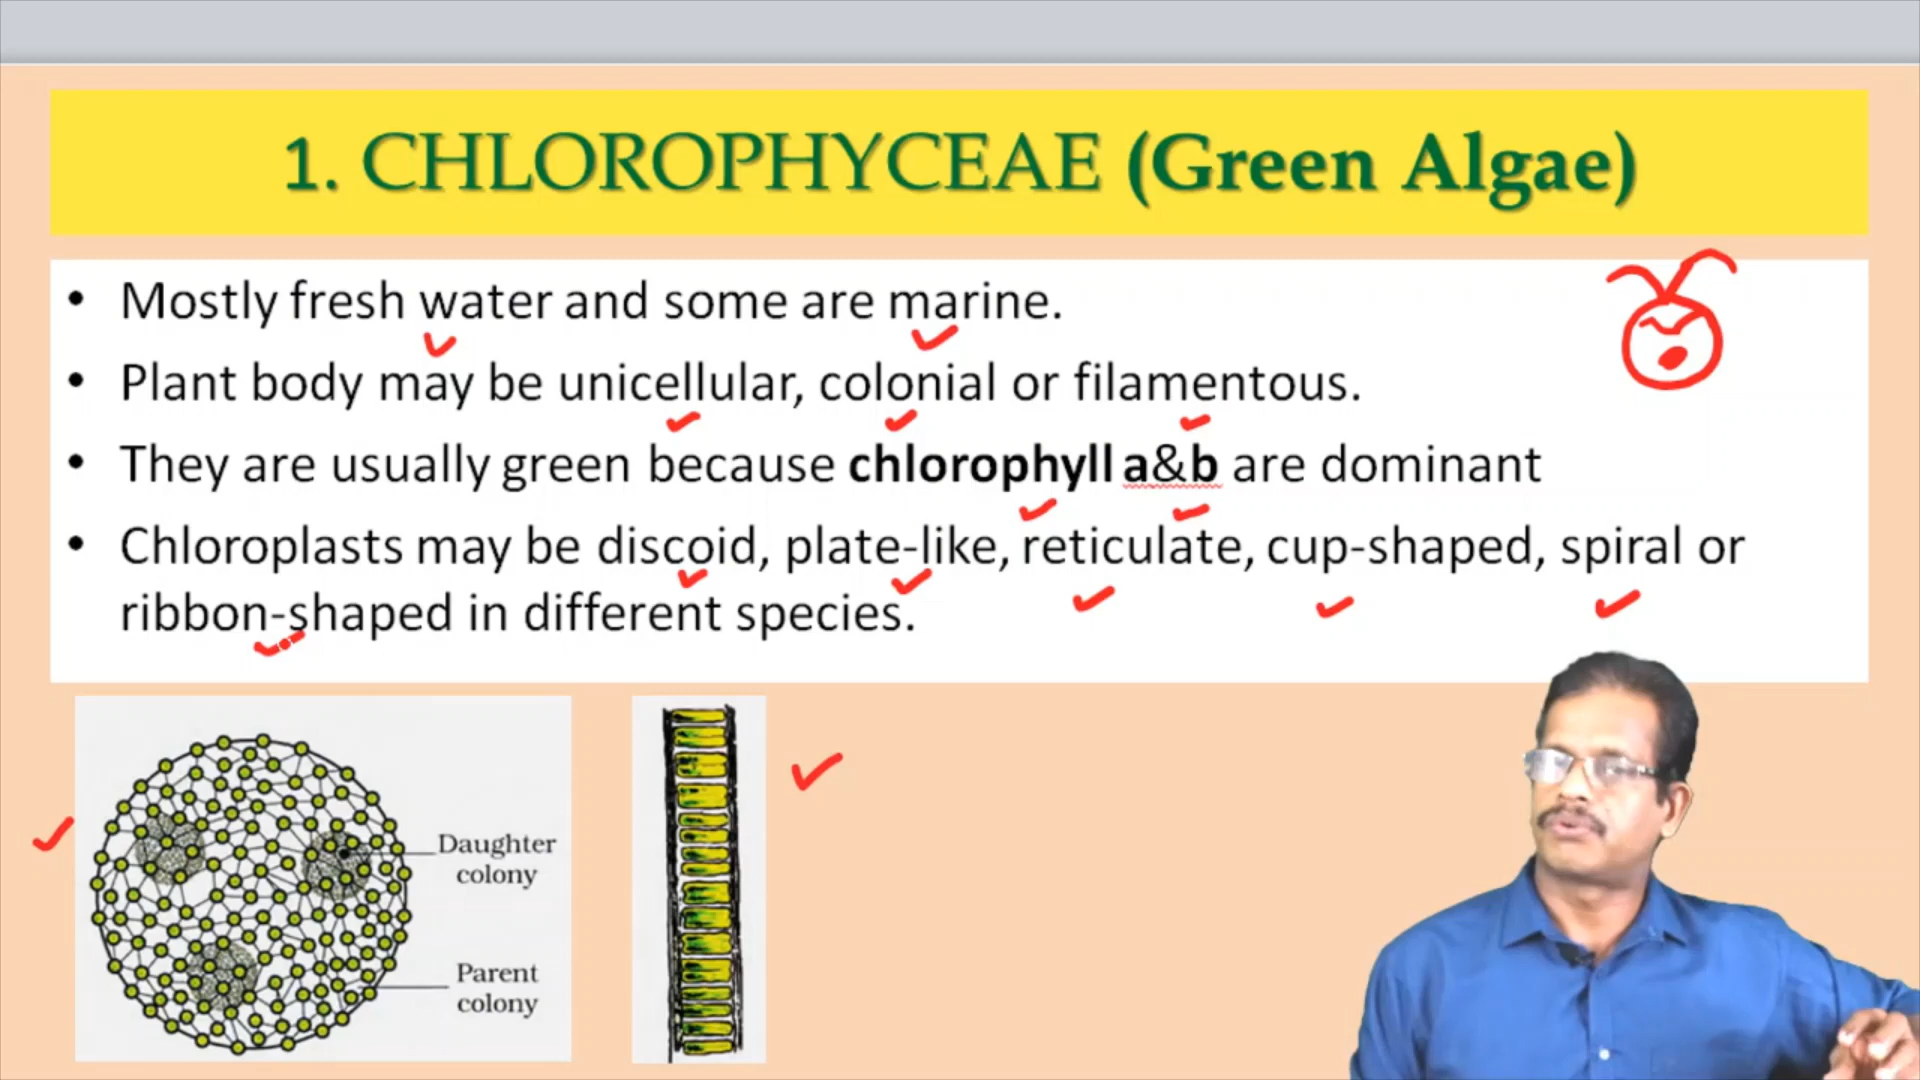 1. CHLOROPHYCEAE (Green Algae)
• Mostly fresh water and some are marine.
• Plant body may be unicellular, colonial or filamentous.
• They are usually green because chlorophyll a&b are dominant
• Chloroplasts may be discoid, plate-like, reticulate, cup-shaped, spiral or
ribbon-shaped in different species.
Daughter
colony
Parent
colony